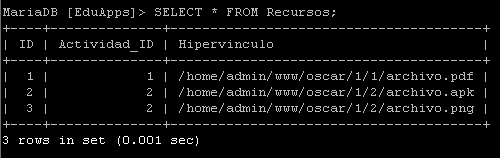 MariaDB [EduApps]> SELECT * FROM Recursos;
+----+--------------+----------------------------------+
| ID | Actividad_ID | Hipervinculo                     |
+----+--------------+----------------------------------+
|  1 |            1 | /home/admin/www/oscar/1/1/archivo.pdf |
|  2 |            2 | /home/admin/www/oscar/1/2/archivo.apk |
|  3 |            2 | /home/admin/www/oscar/1/2/archivo.png |
+----+--------------+----------------------------------+
3 rows in set (0.001 sec)